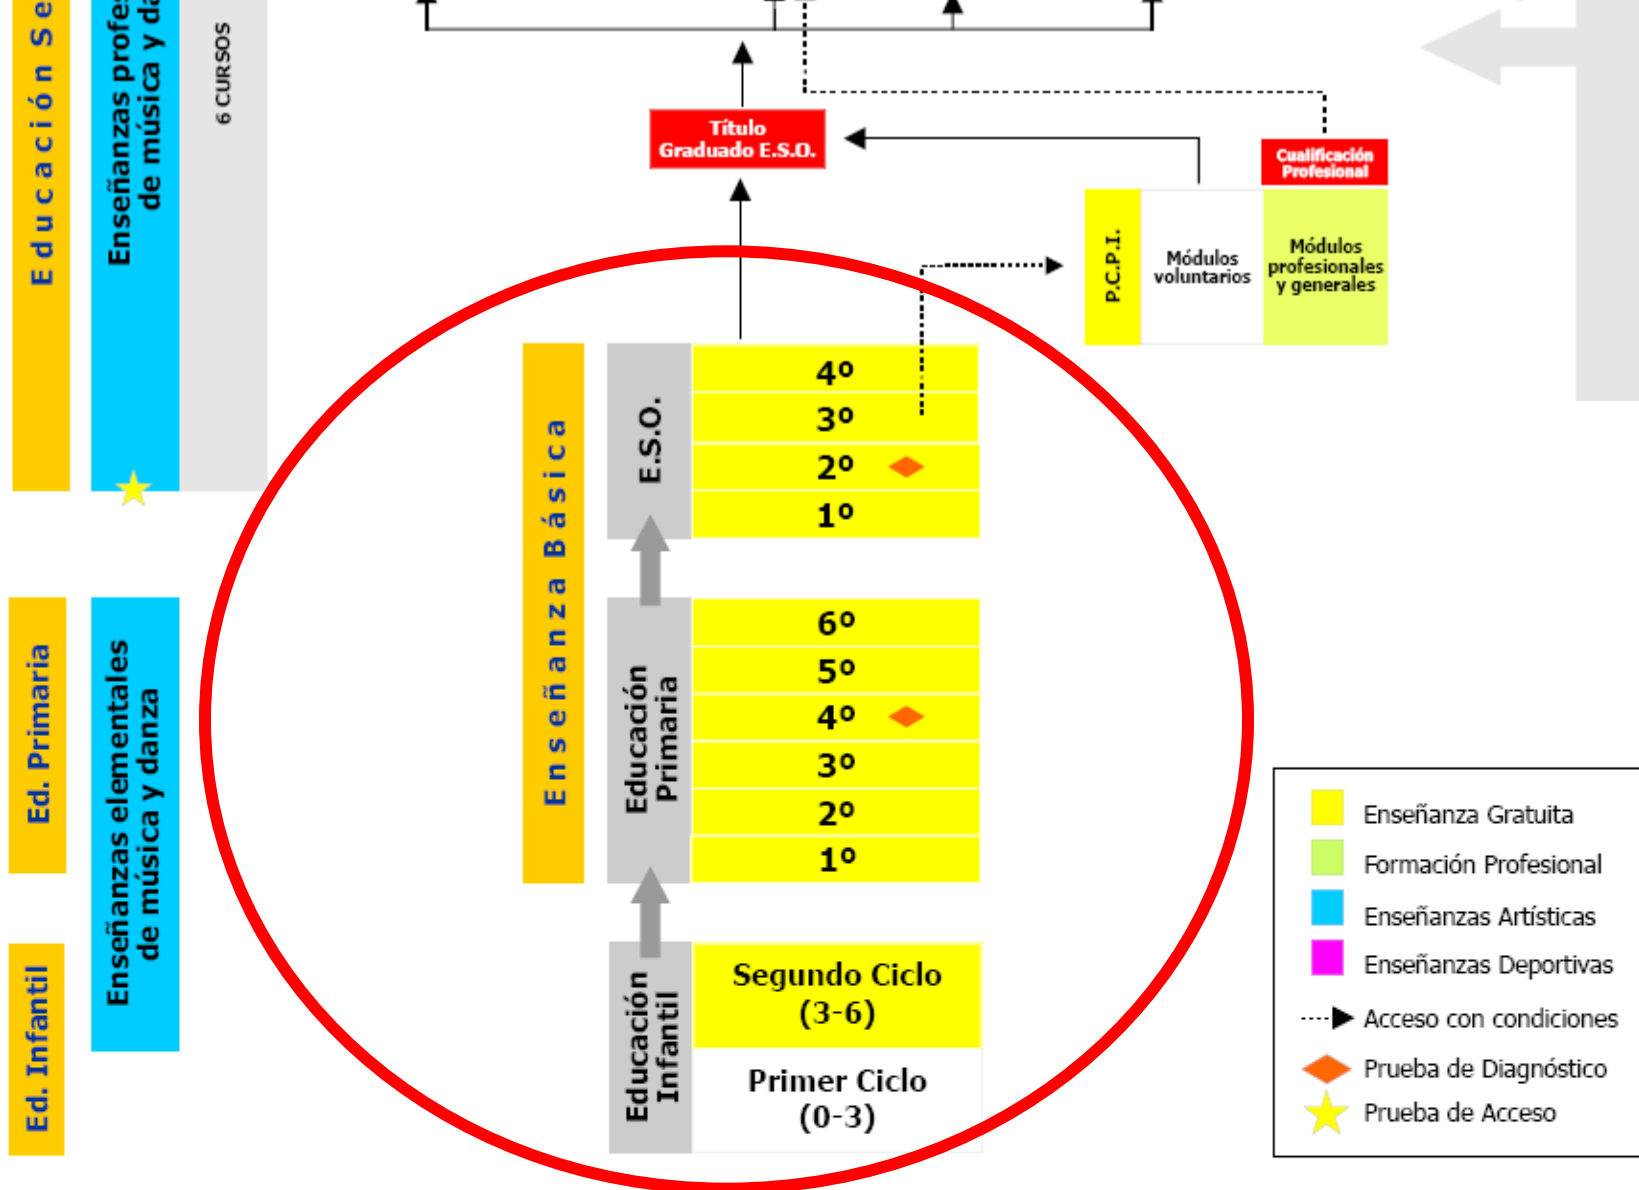 Educación Se
Enseñanzas profes
de música y da
6 CURSOS
Título
Graduado E.S.O.
Cualificación
Profesional
P.C.P.I.
Módulos
voluntarios
Módulos
profesionales
y generales
Enseñanza Básica
E.S.O.
4º
3º
2º
1º
Ed. Primaria
Enseñanzas elementales
de música y danza
Educación
Primaria
6º
5º
4º
3º
2º
1º
Ed. Infantil
Educación
Infantil
Segundo Ciclo
(3-6)
Primer Ciclo
(0-3)
Enseñanza Gratuita
Formación Profesional
Enseñanzas Artísticas
Enseñanzas Deportivas
Acceso con condiciones
Prueba de Diagnóstico
Prueba de Acceso